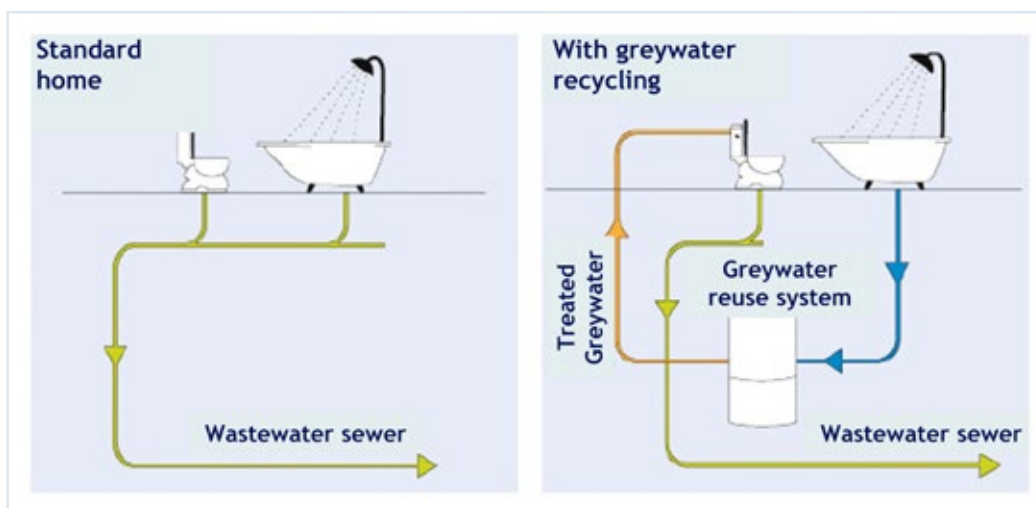 Standard
home
Wastewater sewer
With greywater
recycling
Treated
Greywater
Greywater
reuse system
Wastewater sewer